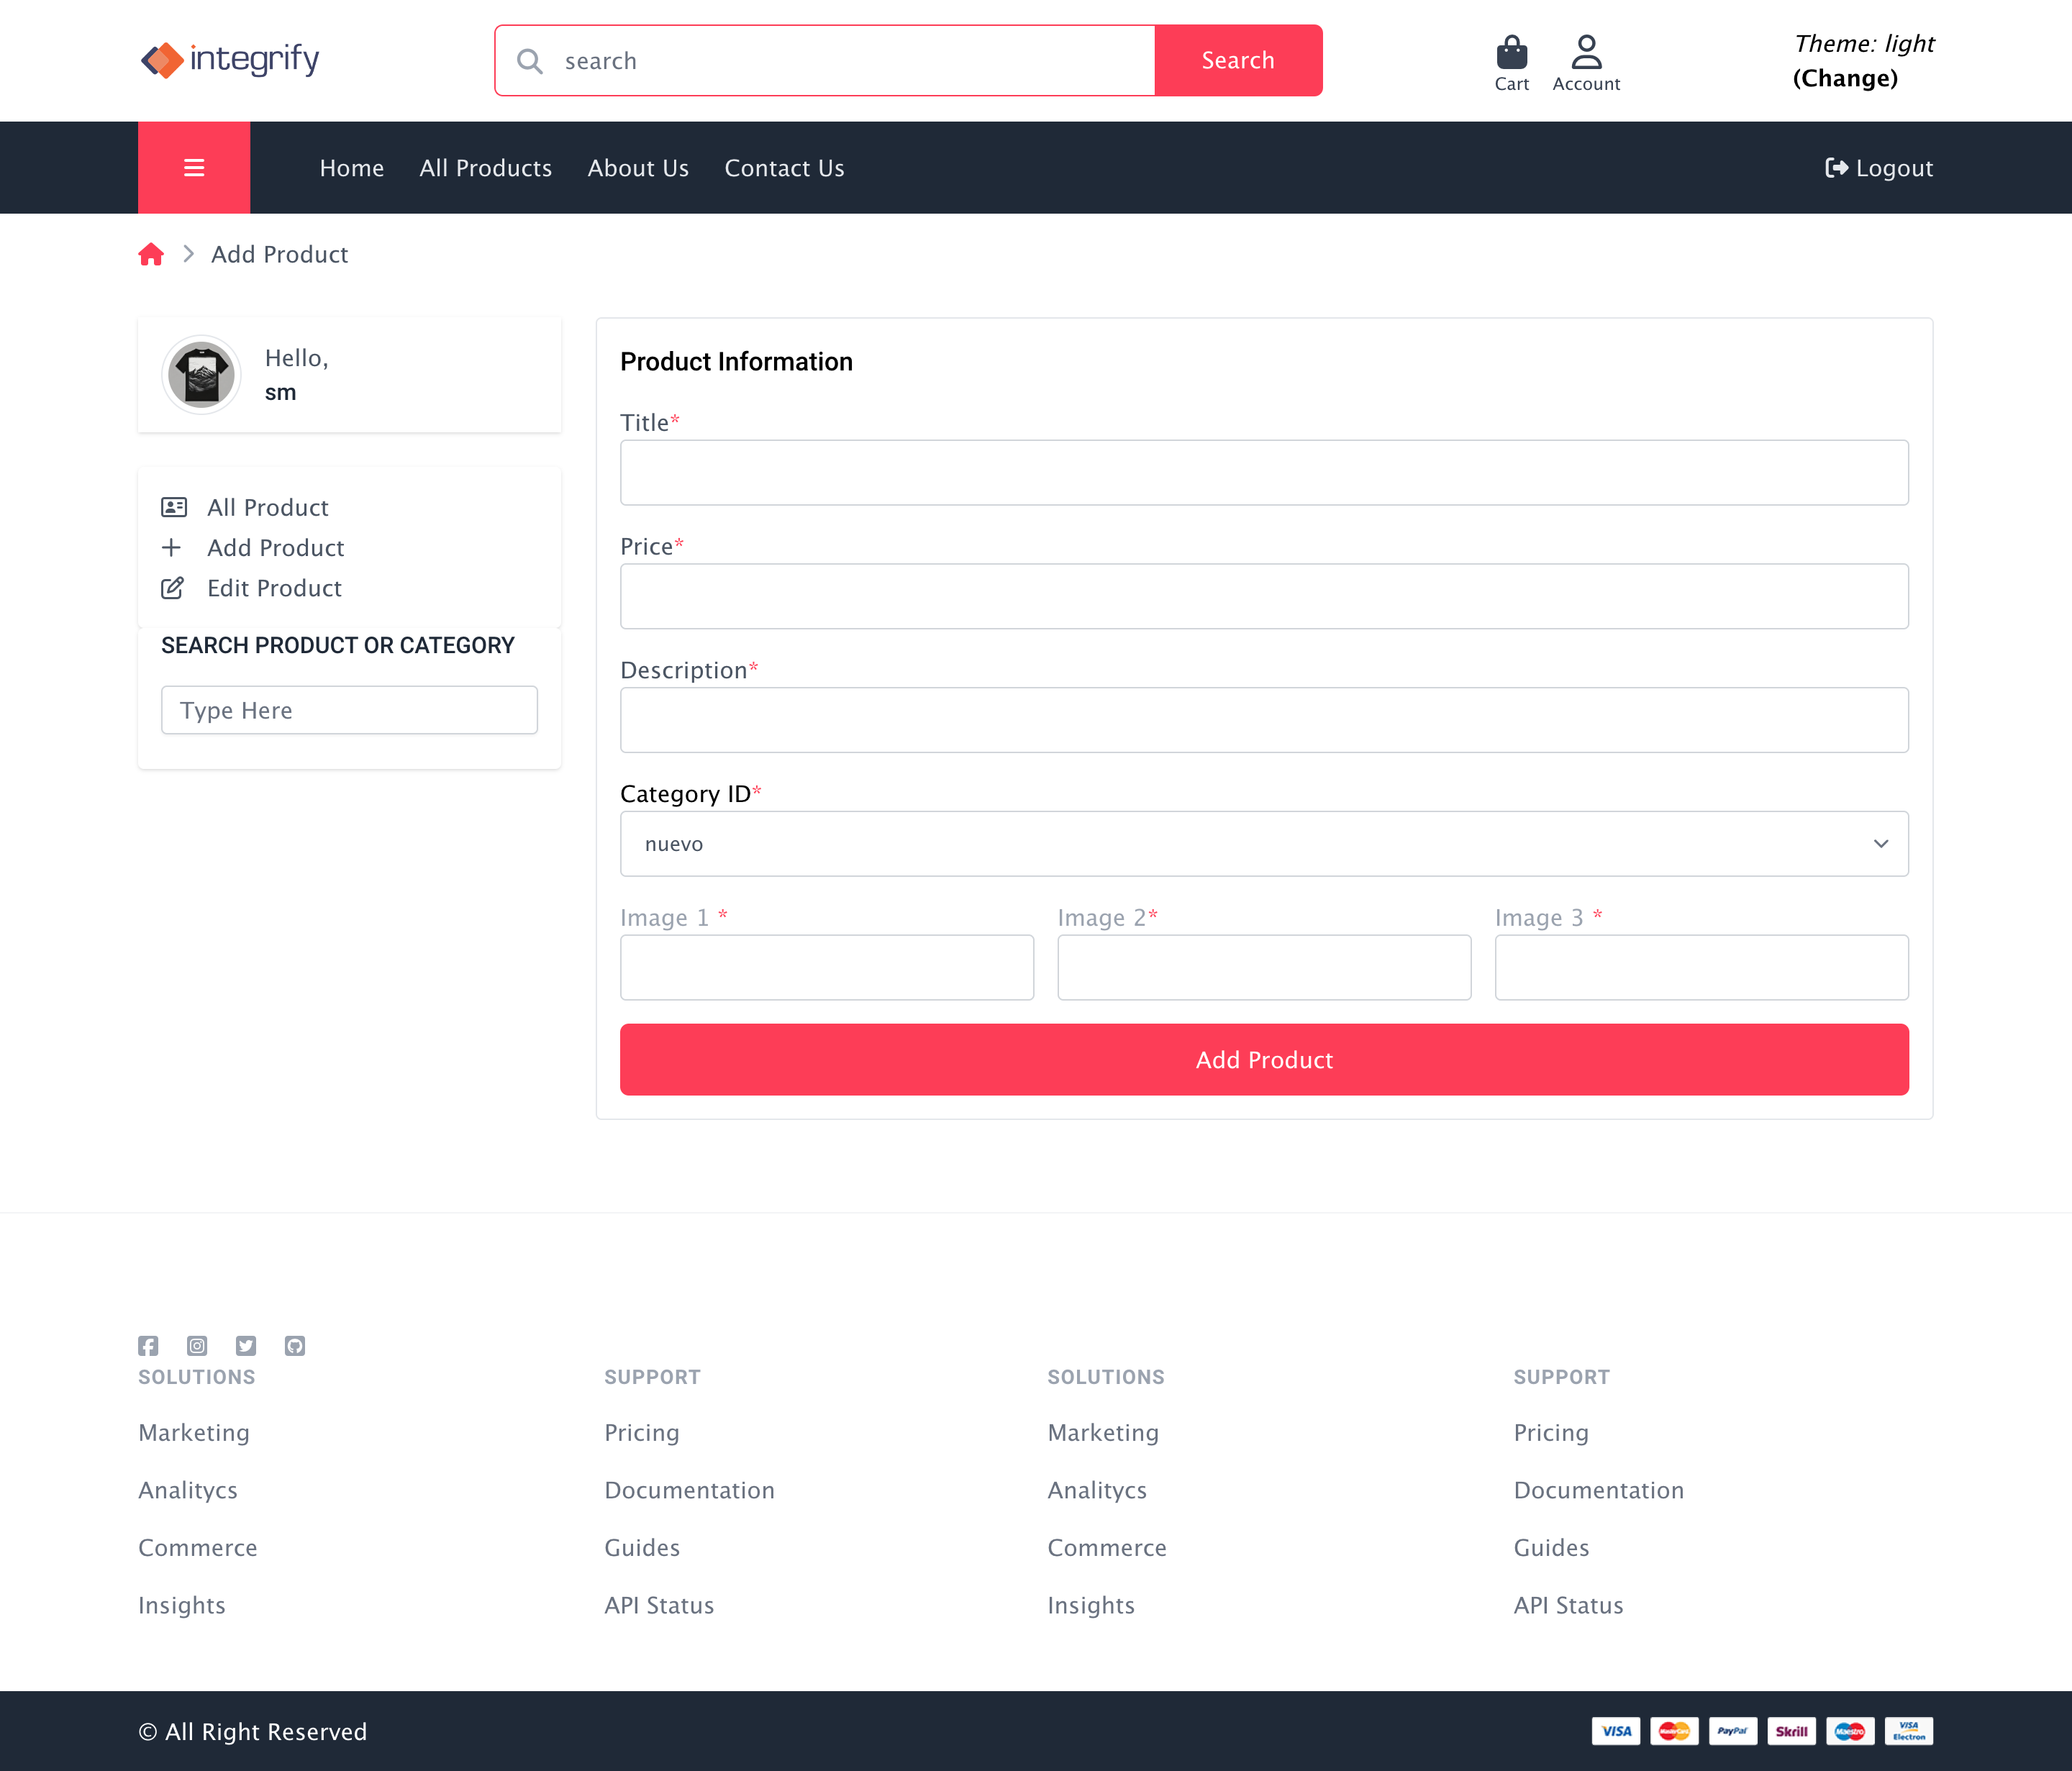 integrify
search
Search
Cart
Account
Theme: light
(Change)
Home
All Products
About Us
Contact Us
Logout
Add Product
Hello,
sm
All Product
Add Product
Edit Product
SEARCH PRODUCT OR CATEGORY
Type Here
Product Information
Title*
Price*
Description*
Category ID*
nuevo
Image 1 *
Image 2*
Image 3 *
Add Product
SOLUTIONS
Marketing
Analitycs
Commerce
Insights
SUPPORT
Pricing
Documentation
Guides
API Status
SOLUTIONS
Marketing
Analitycs
Commerce
Insights
SUPPORT
Pricing
Documentation
Guides
API Status
© All Right Reserved
VISA
MasterCard
PayPal
Skrill
Maestro
VISA
Electron